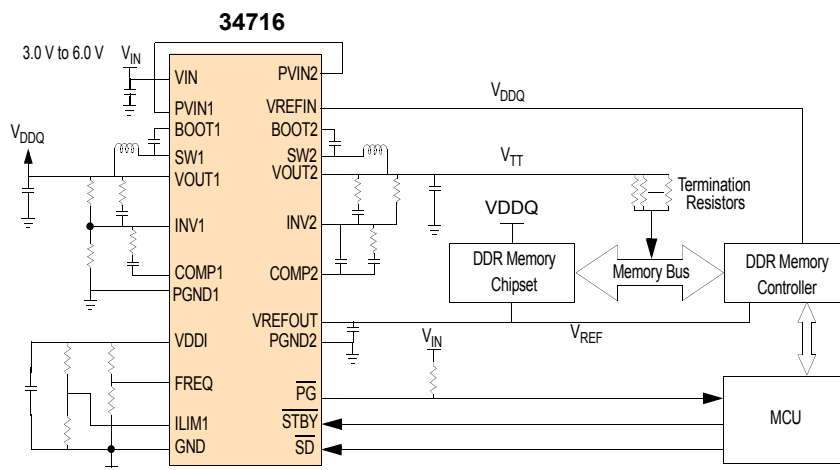 34716
3.0 V to 6.0 V
VIN
VIN
PVIN1
BOOT1
VDDQ
SW1
VOUT1
INV1
COMP1
PGND1
VDDI
FREQ
ILIM1
GND
PVIN2
VREFIN
BOOT2
SW2
VOUT2
INV2
COMP2
VREFOUT
PGND2
PG
STBY
SD
VDDQ
VTT
Termination
Resistors
VDDQ
DDR Memory
Chipset
Memory Bus
DDR Memory
Controller
VREF
VIN
MCU